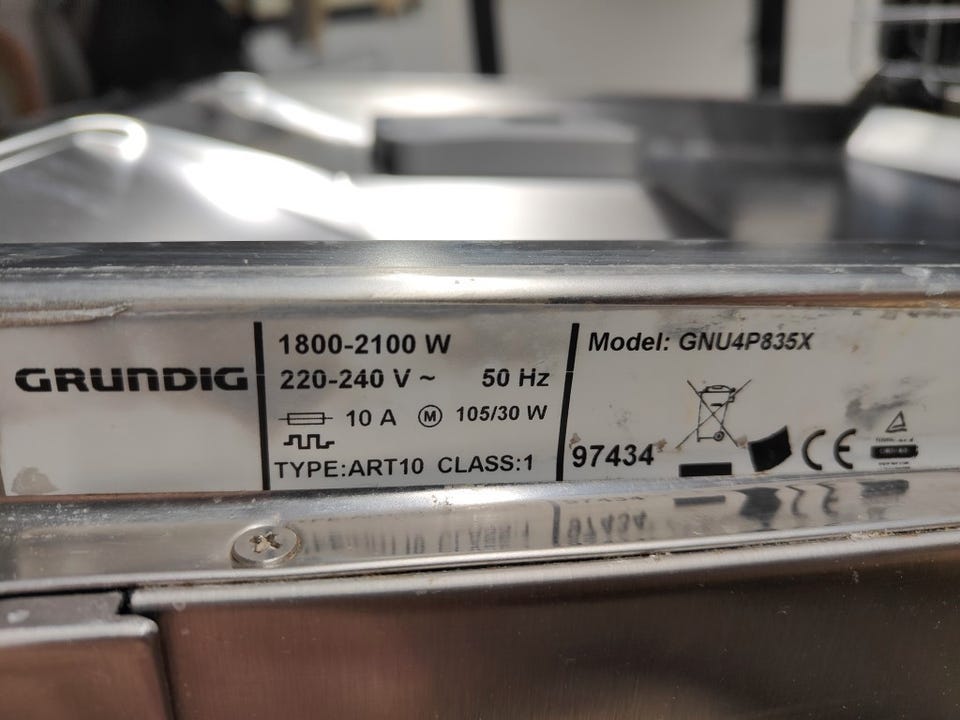 GRUNDIG
1800-2100 W
220-240 V ~ 50 Hz
10 A M 105/30 W
TYPE:ART10 CLASS:1
Model: GNU4P835X
97434
CE